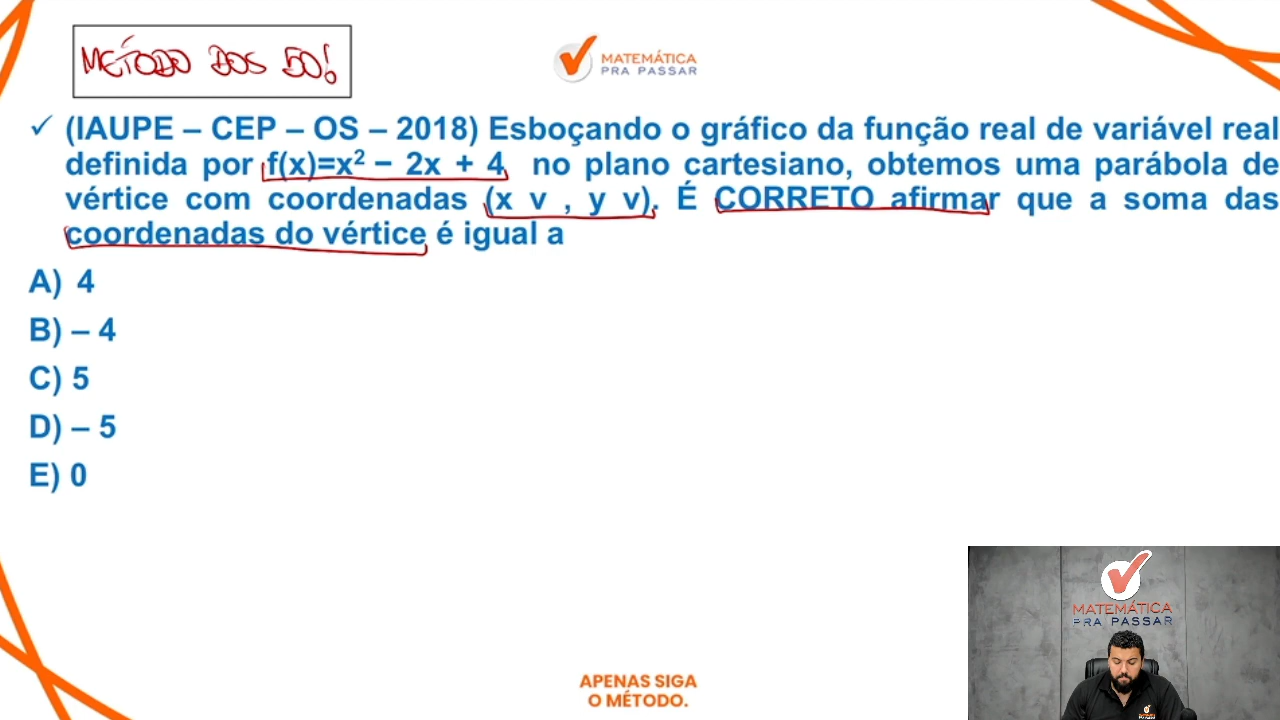 MÉTODO DOS 50!
MATEMÁTICA
PRA PASSAR
✓ (IAUPE – CEP – OS – 2018) Esboçando o gráfico da função real de variável real
definida por f(x)=x² – 2x + 4, no plano cartesiano, obtemos uma parábola de
vértice com coordenadas (x v , y v). É CORRETO afirmar que a soma das
coordenadas do vértice é igual a
A) 4
B) – 4
C) 5
D) – 5
E) 0
MATEMÁTICA
PRA PASSAR
APENAS SIGA
O MÉTODO.